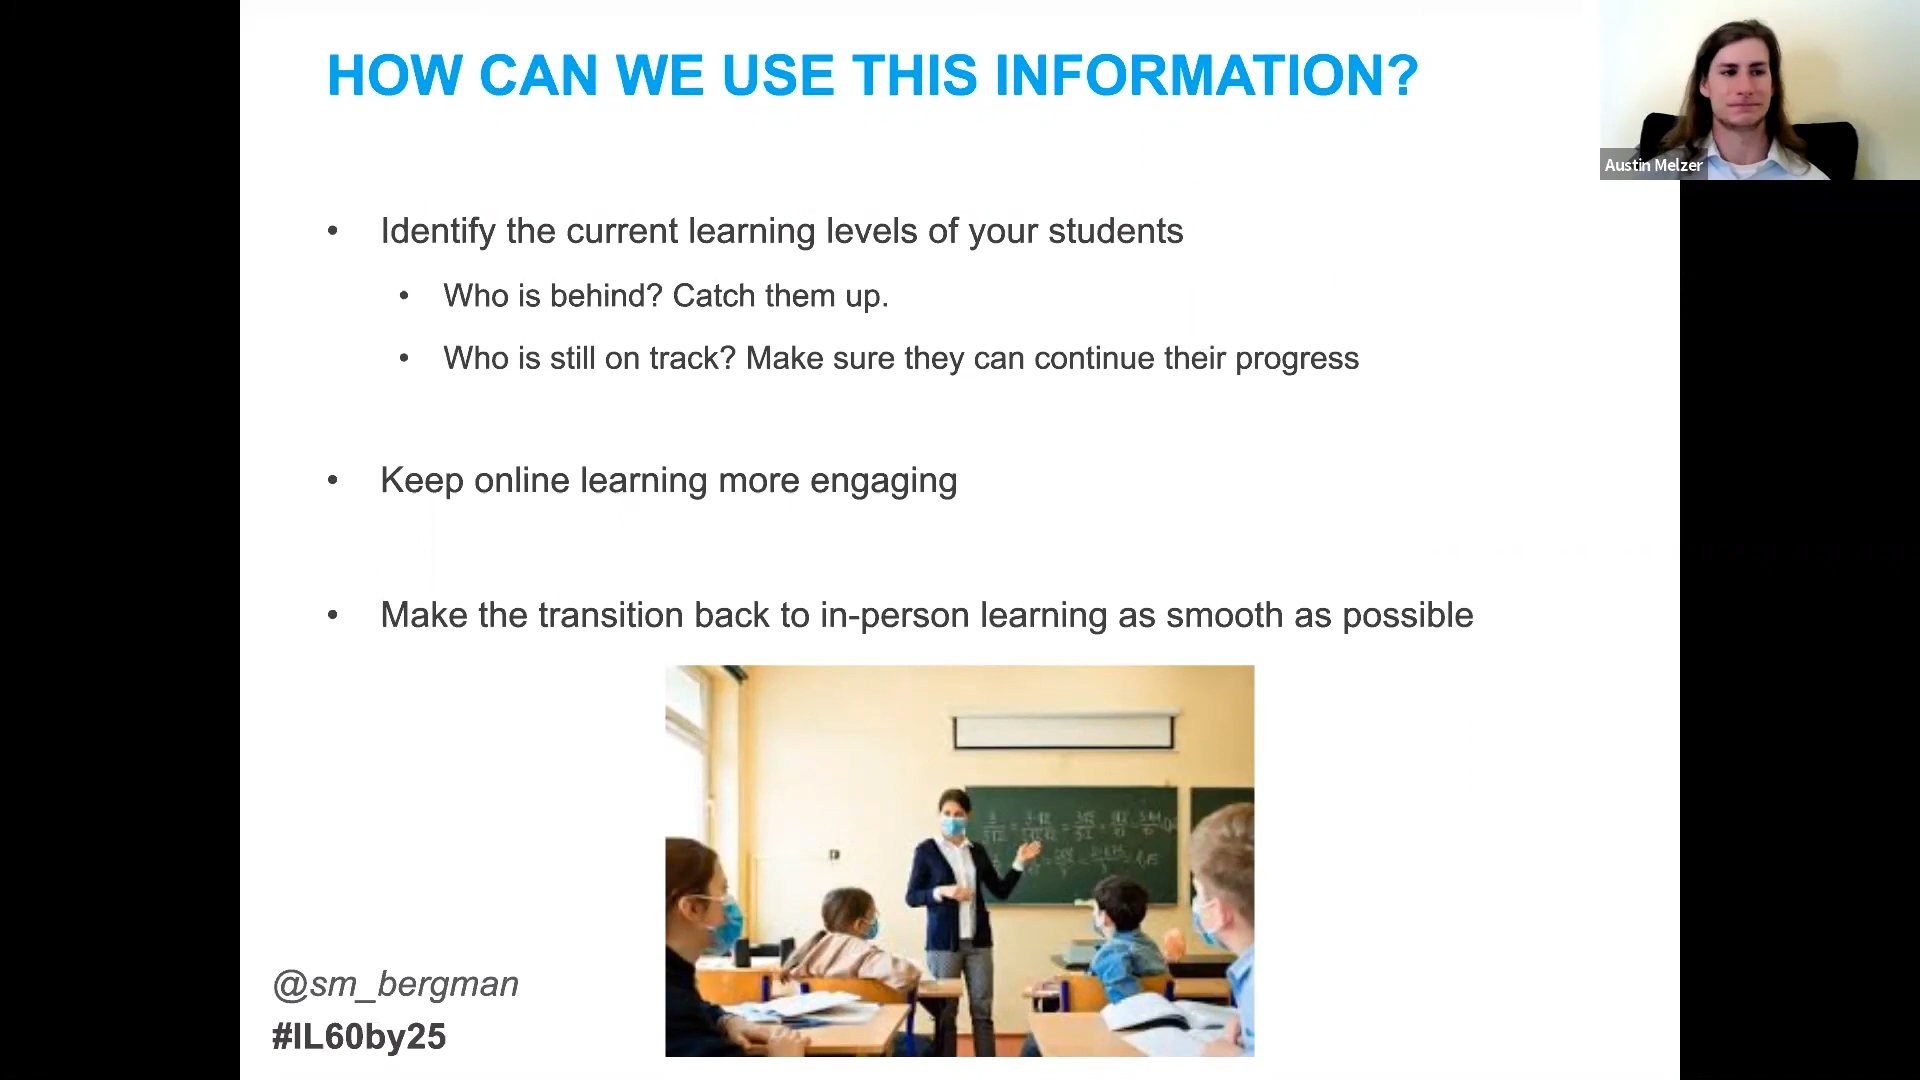 HOW CAN WE USE THIS INFORMATION?
Austin Melzer
• Identify the current learning levels of your students
• Who is behind? Catch them up.
• Who is still on track? Make sure they can continue their progress
• Keep online learning more engaging
• Make the transition back to in-person learning as smooth as possible
@sm_bergman
#IL60by25